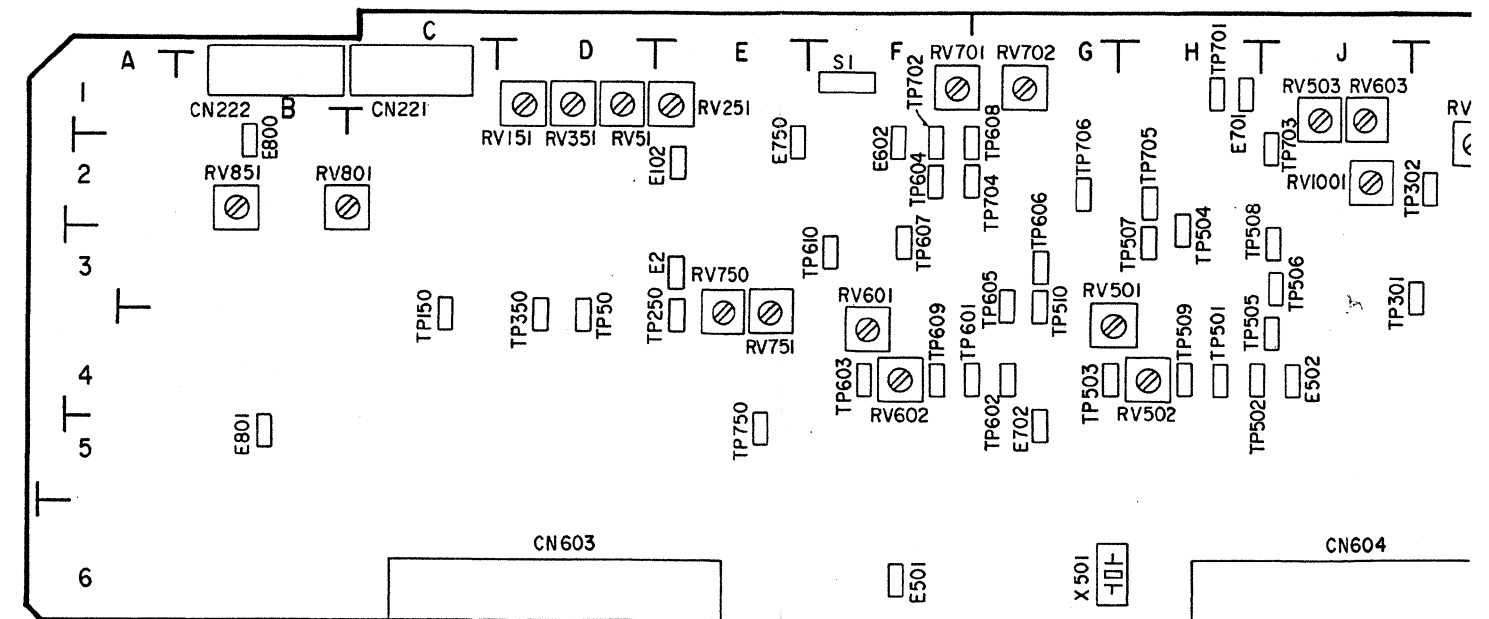 A
B
C
D
E
F
G
H
J
1
2
3
4
5
6
CN222
CN221
E800
RV851
RV801
RV151
RV351
RV51
RV251
E102
S1
E750
E602
TP702
RV701
RV702
TP608
TP604
TP704
TP706
TP705
TP701
E701
TP703
RV503
RV603
RV
RV1001
TP302
TP610
TP607
TP606
TP507
TP504
TP508
E2
RV750
TP150
TP350
TP50
TP250
RV751
RV601
TP609
TP601
TP605
TP510
RV501
TP509
TP501
TP505
TP506
TP301
TP603
RV602
TP602
E702
TP503
RV502
TP502
E502
E801
TP750
CN603
E501
X501
CN604